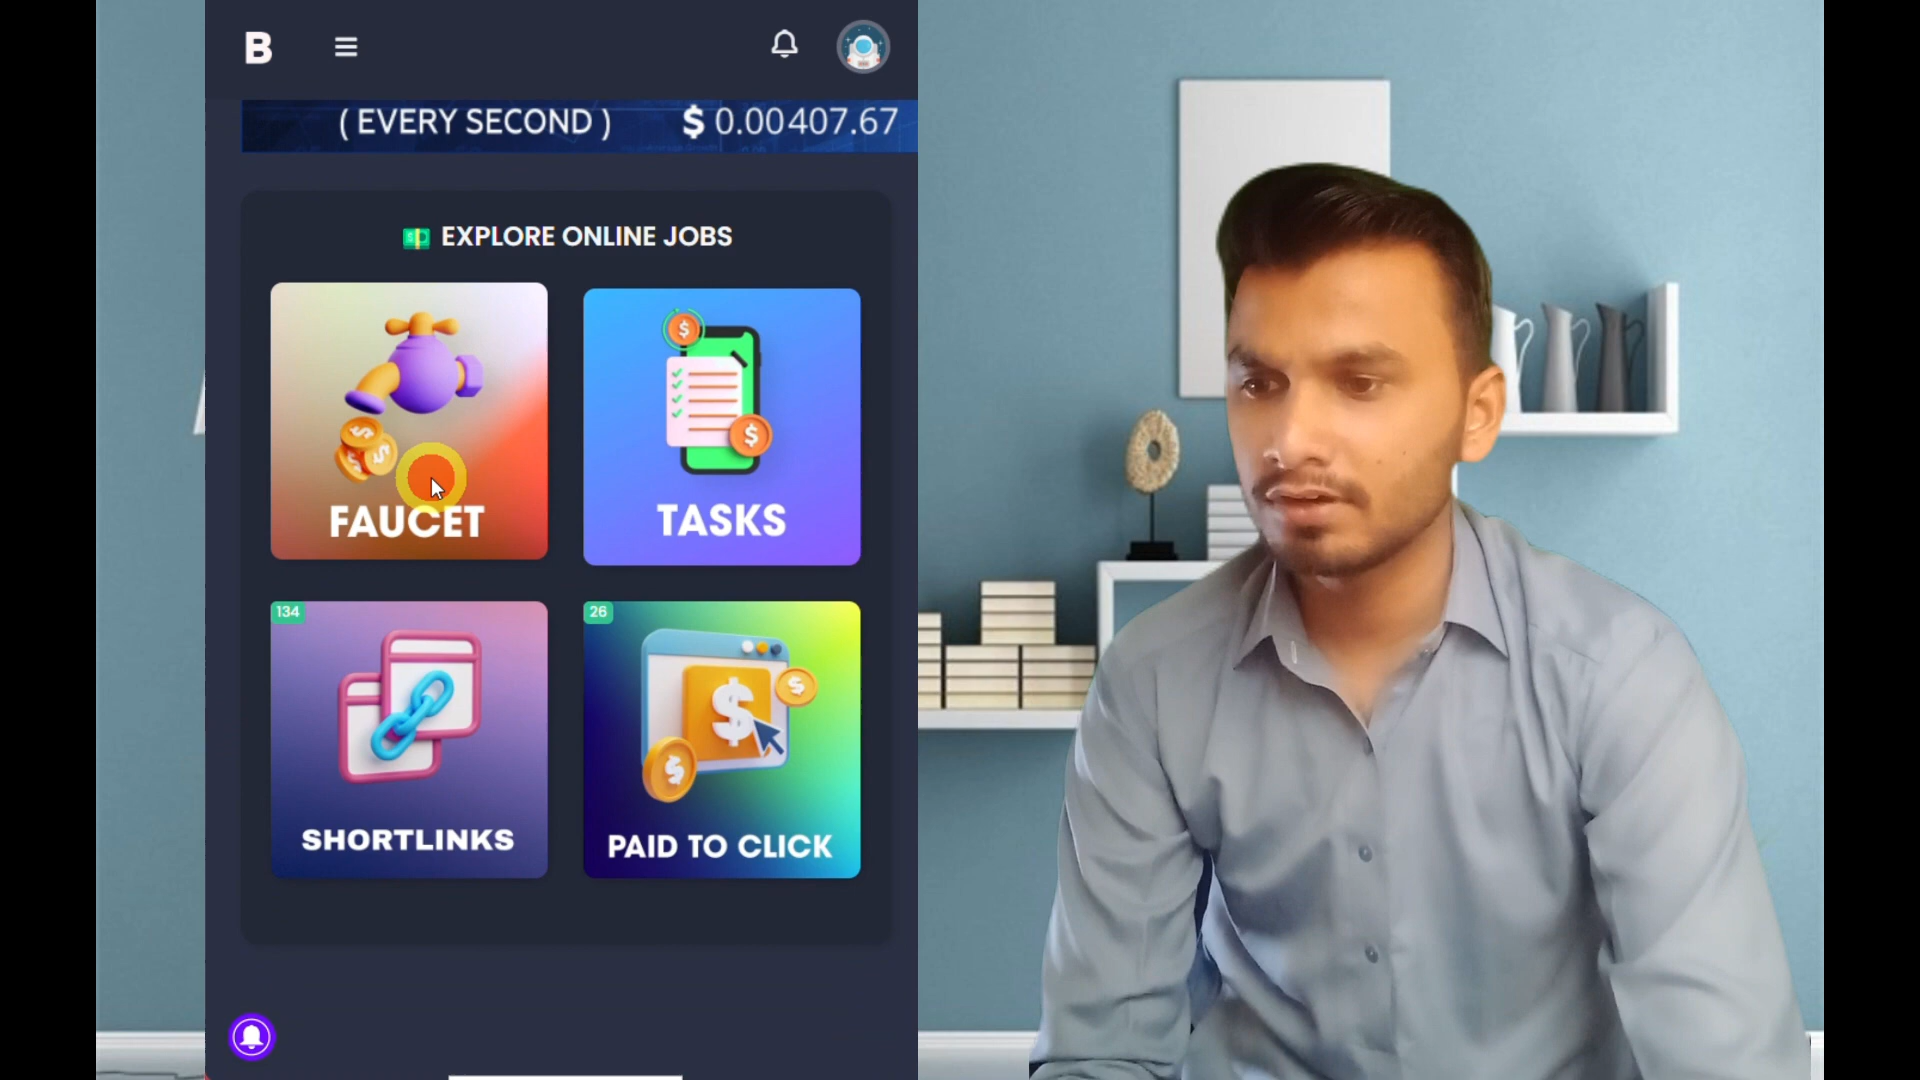 B
( EVERY SECOND ) $ 0.00407.67
EXPLORE ONLINE JOBS
FAUCET
TASKS
134
26
SHORTLINKS
PAID TO CLICK